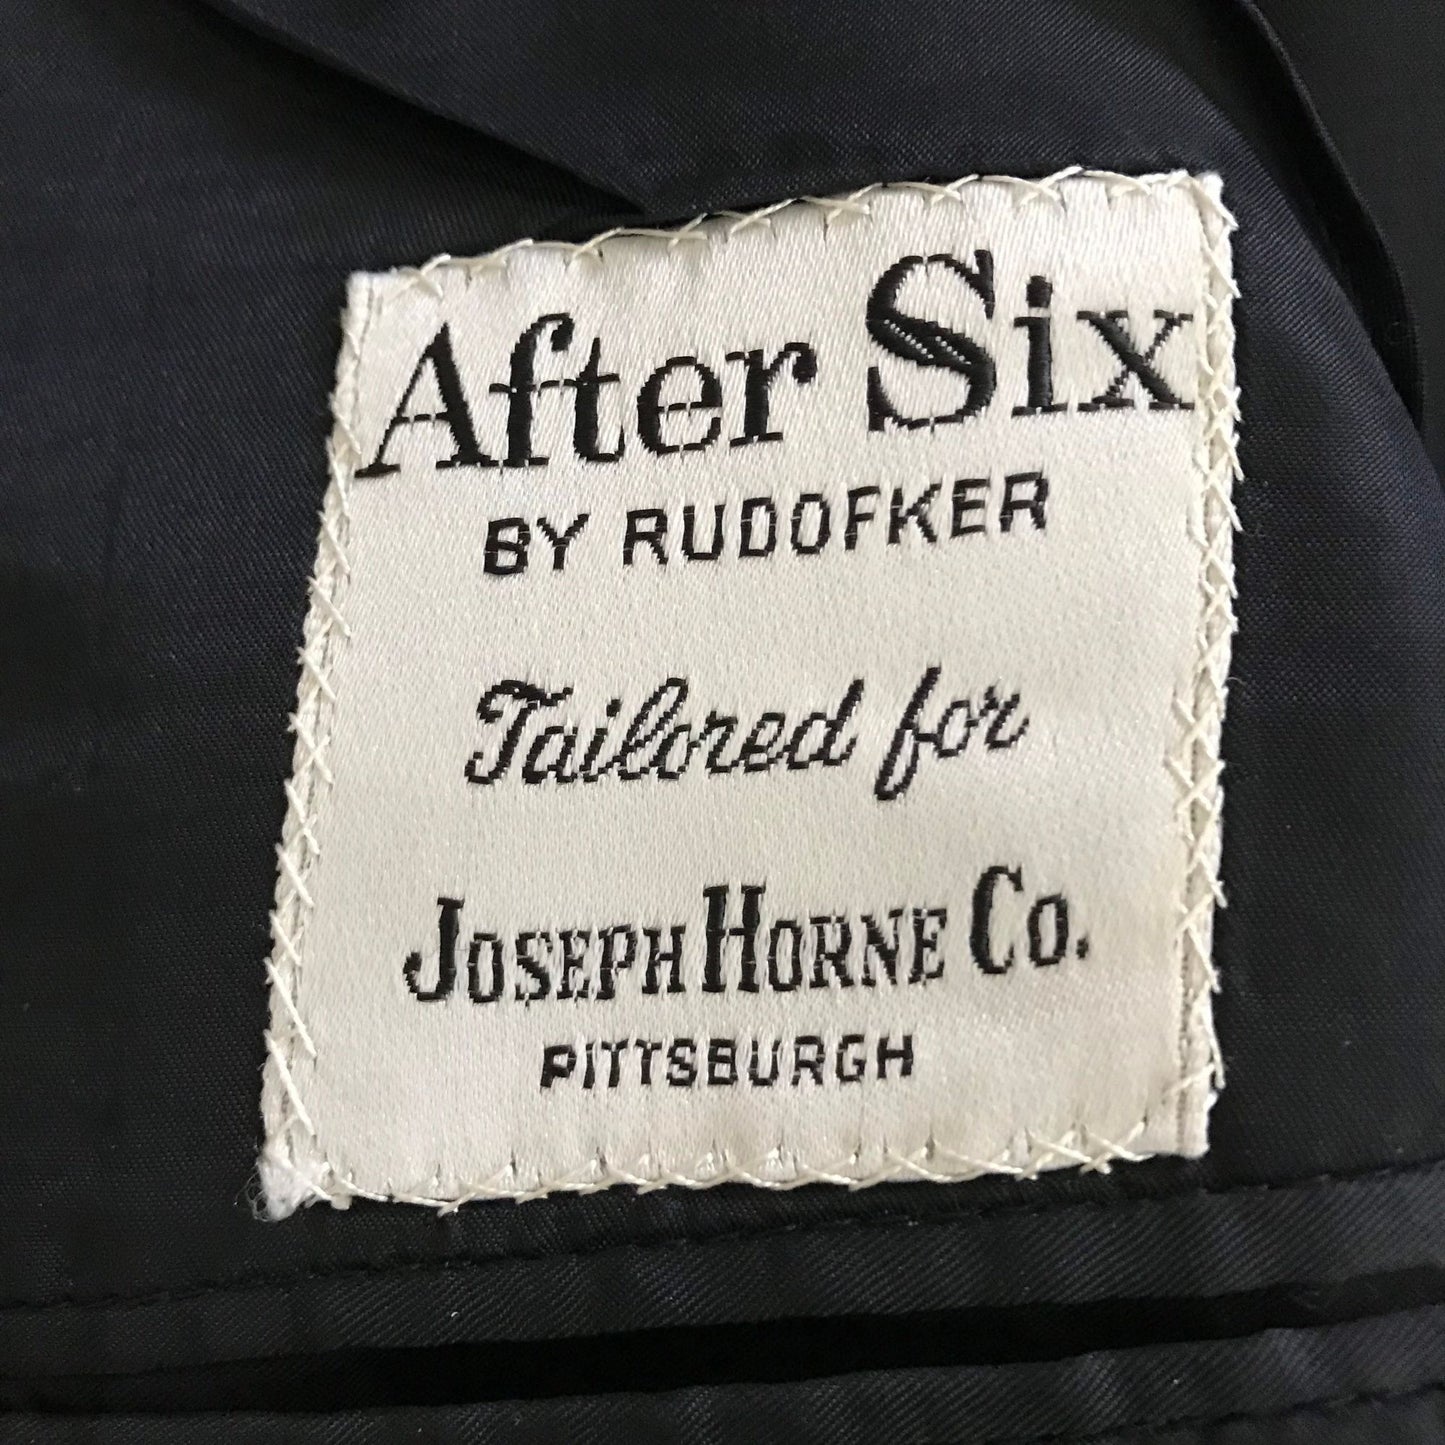 After Six
BY RUDOFKER
Tailored for
JOSEPH HORNE CO.
PITTSBURGH